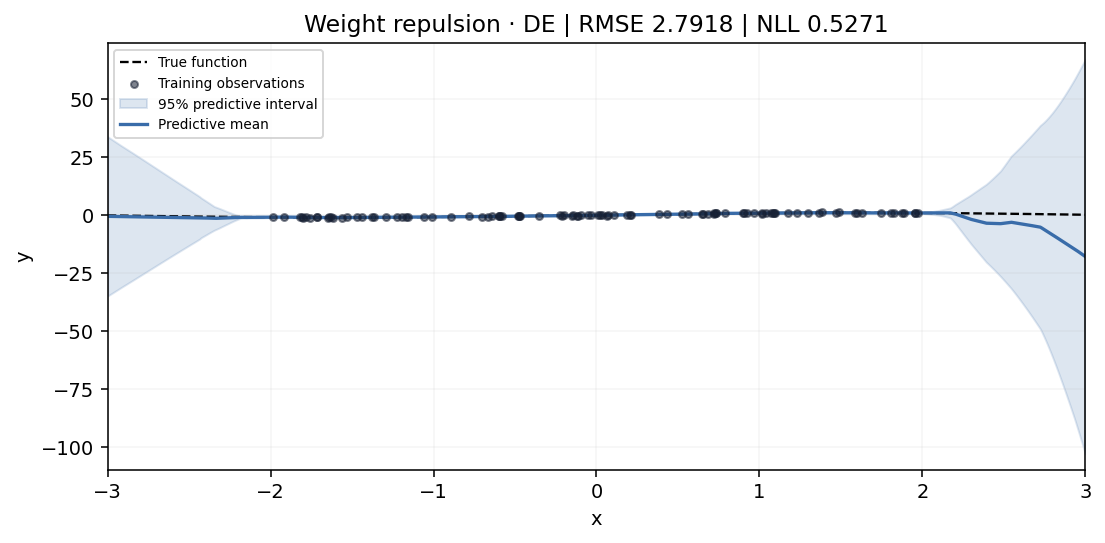 Weight repulsion · DE | RMSE 2.7918 | NLL 0.5271
True function
Training observations
95% predictive interval
Predictive mean
50
25
0
−25
−50
−75
−100
y
−3
−2
−1
0
1
2
3
x